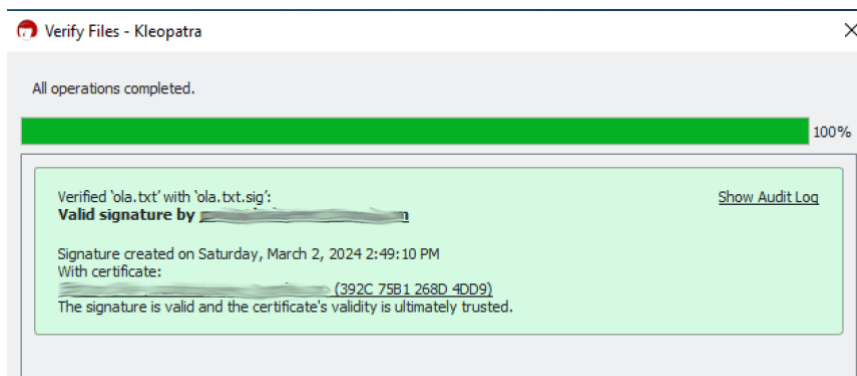 Verify Files - Kleopatra
All operations completed.
100%
Verified 'ola.txt' with 'ola.txt.sig':
Show Audit Log
Valid signature by
Signature created on Saturday, March 2, 2024 2:49:10 PM
With certificate:
(392C 75B1 268D 4DD9)
The signature is valid and the certificate's validity is ultimately trusted.